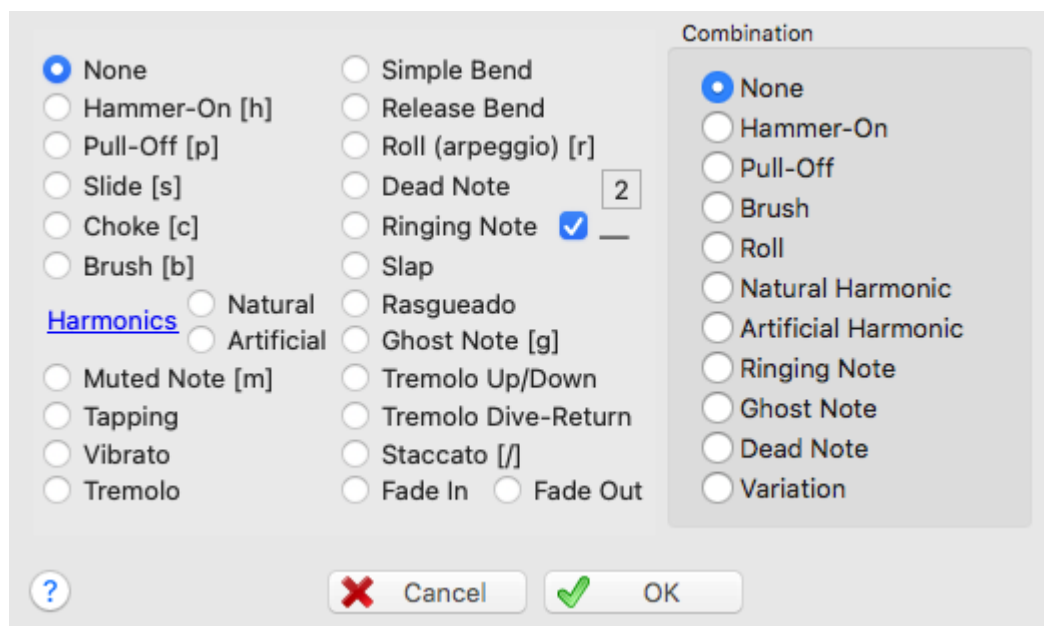 Combination
None
Hammer-On [h]
Pull-Off [p]
Slide [s]
Choke [c]
Brush [b]
Harmonics
Natural
Artificial
Muted Note [m]
Tapping
Vibrato
Tremolo
Simple Bend
Release Bend
Roll (arpeggio) [r]
Dead Note 2
Ringing Note
Slap
Rasgueado
Ghost Note [g]
Tremolo Up/Down
Tremolo Dive-Return
Staccato [/]
Fade In Fade Out
None
Hammer-On
Pull-Off
Brush
Roll
Natural Harmonic
Artificial Harmonic
Ringing Note
Ghost Note
Dead Note
Variation
? Cancel OK